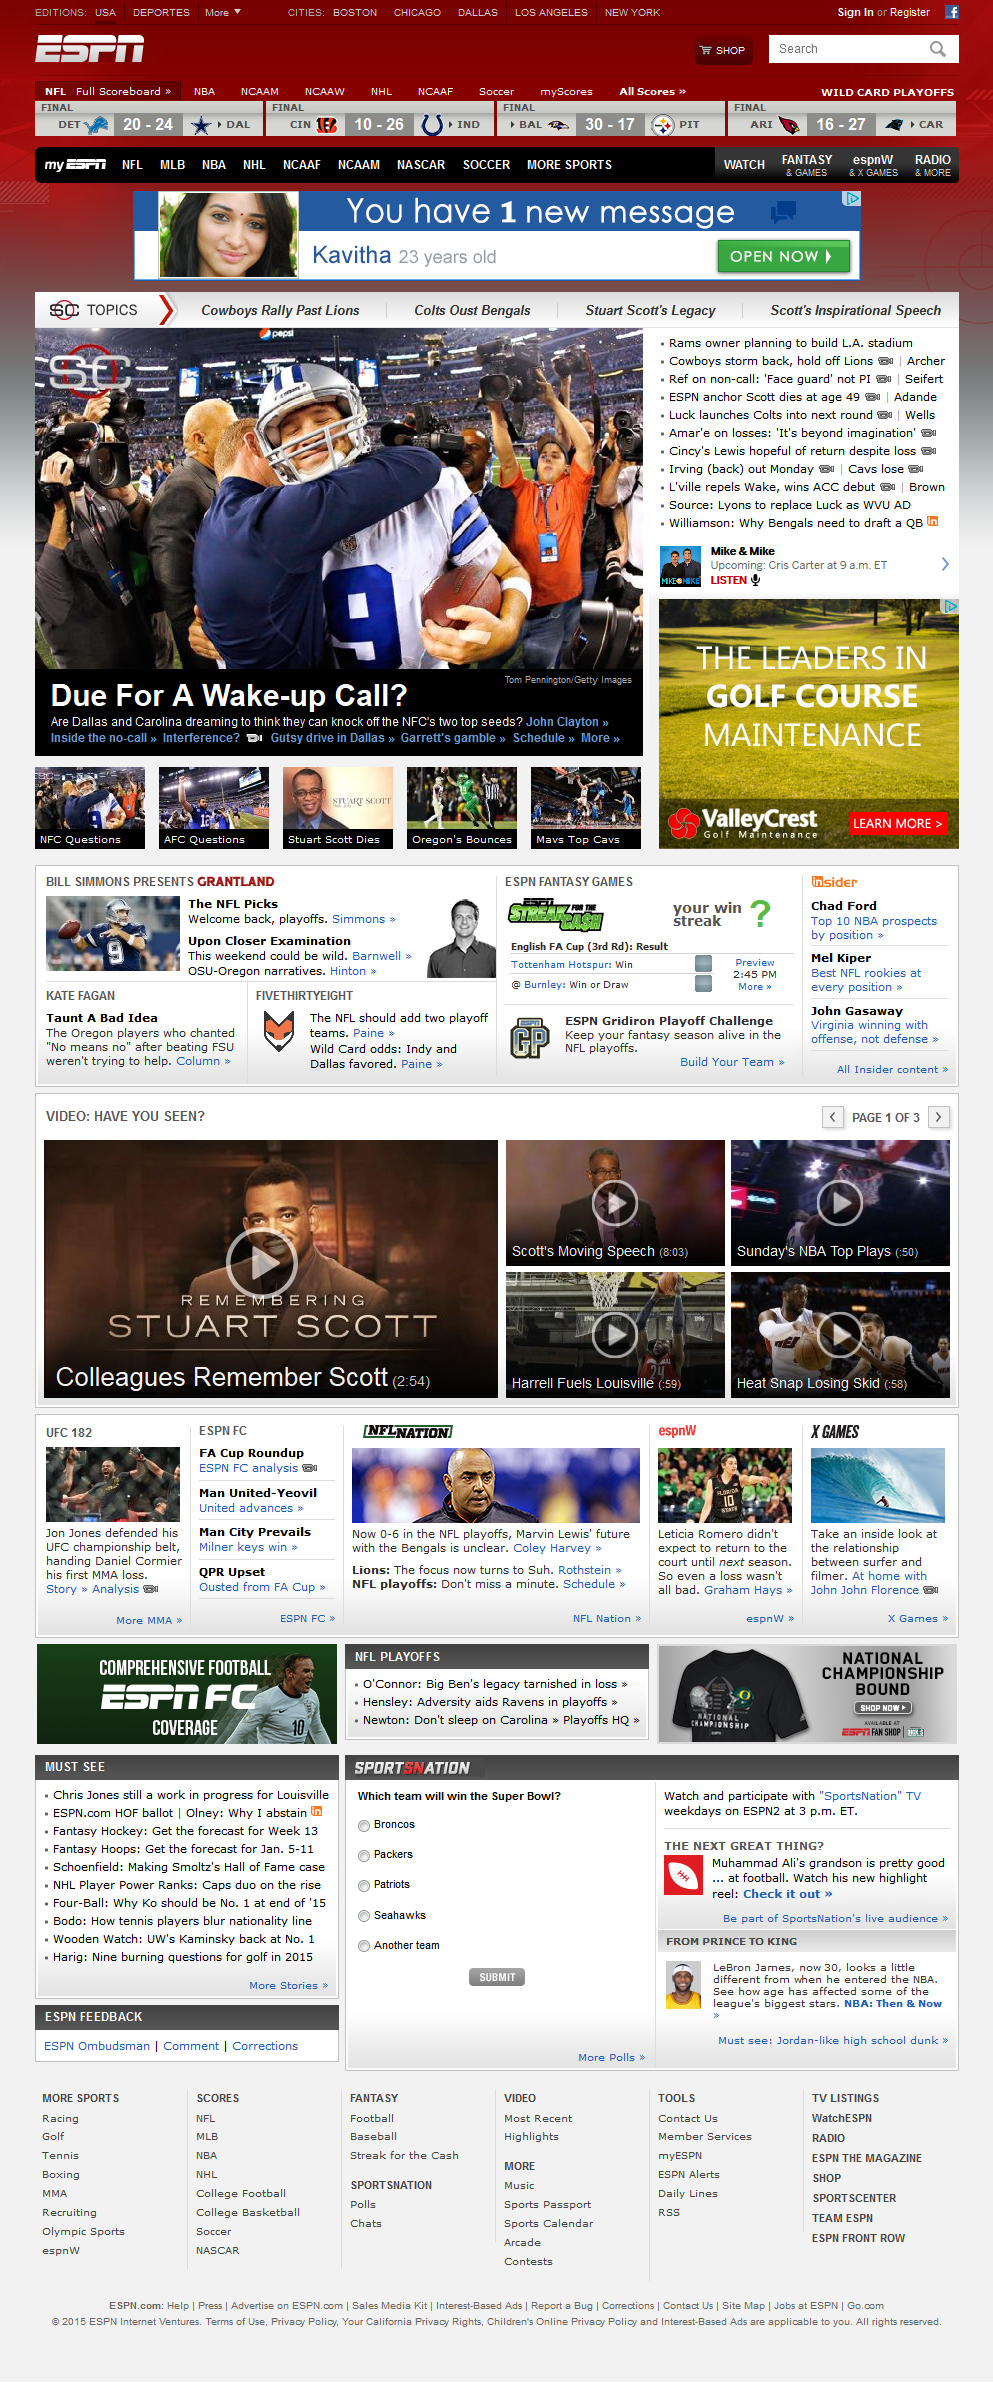 EDITIONS: USA DEPORTES More CITIES: BOSTON CHICAGO DALLAS LOS ANGELES NEW YORK Sign In or Register
ESPN SHOP Search
NFL Full Scoreboard » NBA NCAAM NCAAW NHL NCAAF Soccer myScores All Scores » WILD CARD PLAYOFFS
FINAL FINAL FINAL FINAL
DET 20 - 24 DAL CIN 10 - 26 IND BAL 30 - 17 PIT ARI 16 - 27 CAR
myESPN NFL MLB NBA NHL NCAAF NCAAM NASCAR SOCCER MORE SPORTS WATCH FANTASY & GAMES espnW & X GAMES RADIO & MORE
You have 1 new message
Kavitha 23 years old OPEN NOW
SC TOPICS Cowboys Rally Past Lions Colts Oust Bengals Stuart Scott's Legacy Scott's Inspirational Speech
pepsi
SC
9
Tom Pennington/Getty Images
Due For A Wake-up Call?
Are Dallas and Carolina dreaming to think they can knock off the NFC's two top seeds? John Clayton »
Inside the no-call » Interference? Gutsy drive in Dallas » Garrett's gamble » Schedule » More »
Rams owner planning to build L.A. stadium
Cowboys storm back, hold off Lions | Archer
Ref on non-call: 'Face guard' not PI | Seifert
ESPN anchor Scott dies at age 49 | Adande
Luck launches Colts into next round | Wells
Amar'e on losses: 'It's beyond imagination'
Cincy's Lewis hopeful of return despite loss
Irving (back) out Monday | Cavs lose
L'ville repels Wake, wins ACC debut | Brown
Source: Lyons to replace Luck as WVU AD
Williamson: Why Bengals need to draft a QB in
Mike & Mike
Upcoming: Cris Carter at 9 a.m. ET
LISTEN
THE LEADERS IN
GOLF COURSE
MAINTENANCE
ValleyCrest
Golf Maintenance
LEARN MORE >
STUART SCOTT
NFC Questions AFC Questions Stuart Scott Dies Oregon's Bounces Mavs Top Cavs
BILL SIMMONS PRESENTS GRANTLAND
The NFL Picks
Welcome back, playoffs. Simmons »
Upon Closer Examination
This weekend could be wild. Barnwell »
OSU-Oregon narratives. Hinton »
KATE FAGAN
Taunt A Bad Idea
The Oregon players who chanted
"No means no" after beating FSU
weren't trying to help. Column »
FIVETHIRTYEIGHT
The NFL should add two playoff
teams. Paine »
Wild Card odds: Indy and
Dallas favored. Paine »
ESPN FANTASY GAMES
ESPN
STREAK FOR THE CASH
your win
streak ?
English FA Cup (3rd Rd): Result
Tottenham Hotspur: Win
@ Burnley: Win or Draw
Preview
2:45 PM
More »
GP
ESPN Gridiron Playoff Challenge
Keep your fantasy season alive in the
NFL playoffs.
Build Your Team »
insider
Chad Ford
Top 10 NBA prospects
by position »
Mel Kiper
Best NFL rookies at
every position »
John Gasaway
Virginia winning with
offense, not defense »
All Insider content »
VIDEO: HAVE YOU SEEN? < PAGE 1 OF 3 >
REMEMBERING
STUART SCOTT
Colleagues Remember Scott (2:54)
Scott's Moving Speech (8:03)
Sunday's NBA Top Plays (:50)
Harrell Fuels Louisville (:59)
Heat Snap Losing Skid (:58)
UFC 182
Jon Jones defended his
UFC championship belt,
handing Daniel Cormier
his first MMA loss.
Story » Analysis
More MMA »
ESPN FC
FA Cup Roundup
ESPN FC analysis
Man United-Yeovil
United advances »
Man City Prevails
Milner keys win »
QPR Upset
Ousted from FA Cup »
ESPN FC »
NFL NATION
Now 0-6 in the NFL playoffs, Marvin Lewis' future
with the Bengals is unclear. Coley Harvey »
Lions: The focus now turns to Suh. Rothstein »
NFL playoffs: Don't miss a minute. Schedule »
NFL Nation »
espnW
FLORIDA
STATE
10
Leticia Romero didn't
expect to return to the
court until next season.
So even a loss wasn't
all bad. Graham Hays »
espnW »
X GAMES
Take an inside look at
the relationship
between surfer and
filmer. At home with
John John Florence
X Games »
COMPREHENSIVE FOOTBALL
ESPN FC
COVERAGE
10
NFL PLAYOFFS
O'Connor: Big Ben's legacy tarnished in loss »
Hensley: Adversity aids Ravens in playoffs »
Newton: Don't sleep on Carolina » Playoffs HQ »
NATIONAL
CHAMPIONSHIP
BOUND
SHOP NOW
AVAILABLE AT
ESPN FAN SHOP
NATIONAL
CHAMPIONSHIP
MUST SEE
Chris Jones still a work in progress for Louisville
ESPN.com HOF ballot | Olney: Why I abstain in
Fantasy Hockey: Get the forecast for Week 13
Fantasy Hoops: Get the forecast for Jan. 5-11
Schoenfield: Making Smoltz's Hall of Fame case
NHL Player Power Ranks: Caps duo on the rise
Four-Ball: Why Ko should be No. 1 at end of '15
Bodo: How tennis players blur nationality line
Wooden Watch: UW's Kaminsky back at No. 1
Harig: Nine burning questions for golf in 2015
More Stories »
ESPN FEEDBACK
ESPN Ombudsman | Comment | Corrections
SPORTSNATION
Which team will win the Super Bowl?
Broncos
Packers
Patriots
Seahawks
Another team
SUBMIT
More Polls »
Watch and participate with "SportsNation" TV
weekdays on ESPN2 at 3 p.m. ET.
THE NEXT GREAT THING?
Muhammad Ali's grandson is pretty good
... at football. Watch his new highlight
reel: Check it out »
Be part of SportsNation's live audience »
FROM PRINCE TO KING
LeBron James, now 30, looks a little
different from when he entered the NBA.
See how age has affected some of the
league's biggest stars. NBA: Then & Now
»
Must see: Jordan-like high school dunk »
MORE SPORTS
Racing
Golf
Tennis
Boxing
MMA
Recruiting
Olympic Sports
espnW
SCORES
NFL
MLB
NBA
NHL
College Football
College Basketball
Soccer
NASCAR
FANTASY
Football
Baseball
Streak for the Cash
SPORTSNATION
Polls
Chats
VIDEO
Most Recent
Highlights
MORE
Music
Sports Passport
Sports Calendar
Arcade
Contests
TOOLS
Contact Us
Member Services
myESPN
ESPN Alerts
Daily Lines
RSS
TV LISTINGS
WatchESPN
RADIO
ESPN THE MAGAZINE
SHOP
SPORTSCENTER
TEAM ESPN
ESPN FRONT ROW
ESPN.com: Help | Press | Advertise on ESPN.com | Sales Media Kit | Interest-Based Ads | Report a Bug | Corrections | Contact Us | Site Map | Jobs at ESPN | Go.com
© 2015 ESPN Internet Ventures. Terms of Use, Privacy Policy, Your California Privacy Rights, Children's Online Privacy Policy and Interest-Based Ads are applicable to you. All rights reserved.